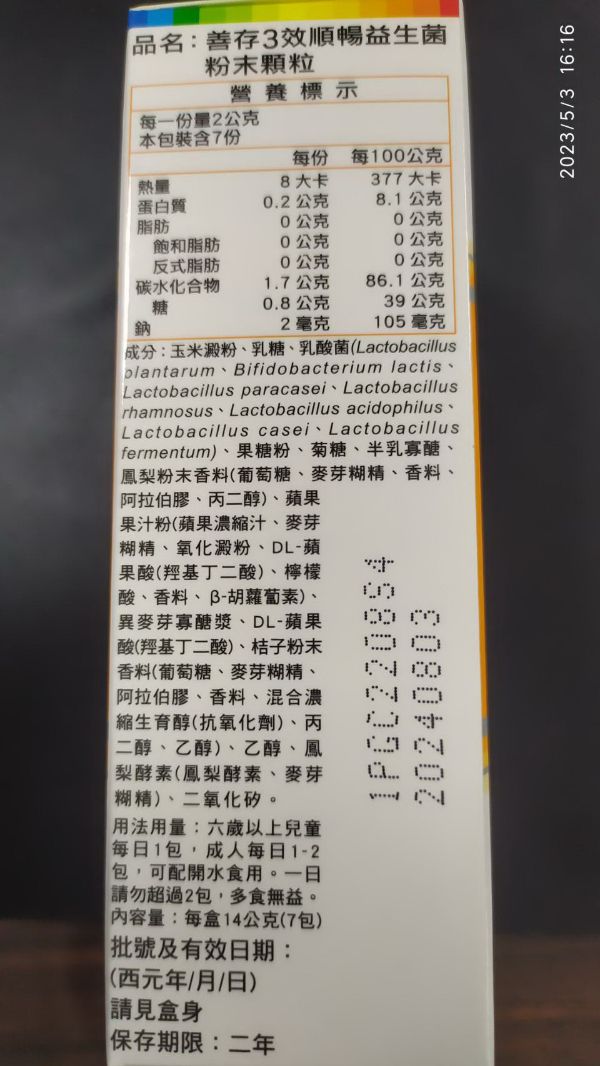 品名：善存3效順暢益生菌
粉末顆粒
營養標示
每一份量2公克
本包裝含7份
每份 每100公克
熱量 8 大卡 377 大卡
蛋白質 0.2 公克 8.1 公克
脂肪 0 公克 0 公克
飽和脂肪 0 公克 0 公克
反式脂肪 0 公克 0 公克
碳水化合物 1.7 公克 86.1 公克
糖 0.8 公克 39 公克
鈉 2 毫克 105 毫克
成分：玉米澱粉、乳糖、乳酸菌(Lactobacillus
plantarum、Bifidobacterium lactis、
Lactobacillus paracasei、Lactobacillus
rhamnosus、Lactobacillus acidophilus、
Lactobacillus casei、Lactobacillus
fermentum)、果糖粉、菊糖、半乳寡醣、
鳳梨粉末香料(葡萄糖、麥芽糊精、香料、
阿拉伯膠、丙二醇)、蘋果
果汁粉(蘋果濃縮汁、麥芽
糊精、氧化澱粉、DL-蘋
果酸(羥基丁二酸)、檸檬
酸、香料、β-胡蘿蔔素)、
異麥芽寡醣漿、DL-蘋果
酸(羥基丁二酸)、桔子粉末
香料(葡萄糖、麥芽糊精、
阿拉伯膠、香料、混合濃
縮生育醇(抗氧化劑)、丙
二醇、乙醇)、乙醇、鳳
梨酵素(鳳梨酵素、麥芽
糊精)、二氧化矽。
用法用量：六歲以上兒童
每日1包，成人每日1-2
包，可配開水食用。一日
請勿超過2包，多食無益。
內容量：每盒14公克(7包)
批號及有效日期：
(西元年/月/日)
請見盒身
保存期限：二年
1PGC220854
20240803
2023/5/3 16:16